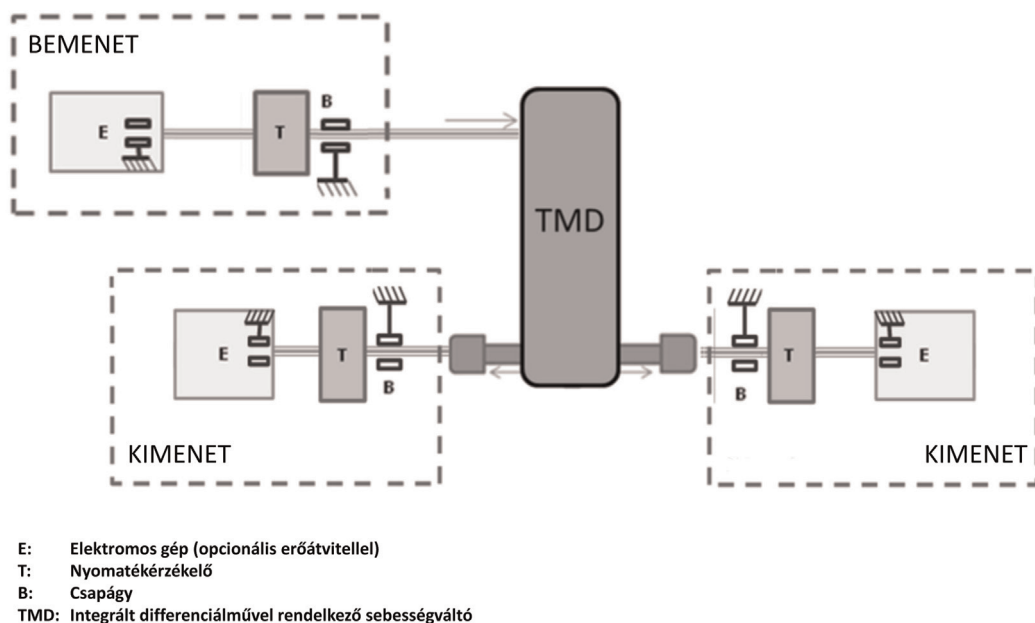 BEMENET
E
T
B
TMD
E
T
B
KIMENET
B
T
E
KIMENET
E: Elektromos gép (opcionális erőátvitellel)
T: Nyomatékérzékelő
B: Csapágy
TMD: Integrált differenciálművel rendelkező sebességváltó